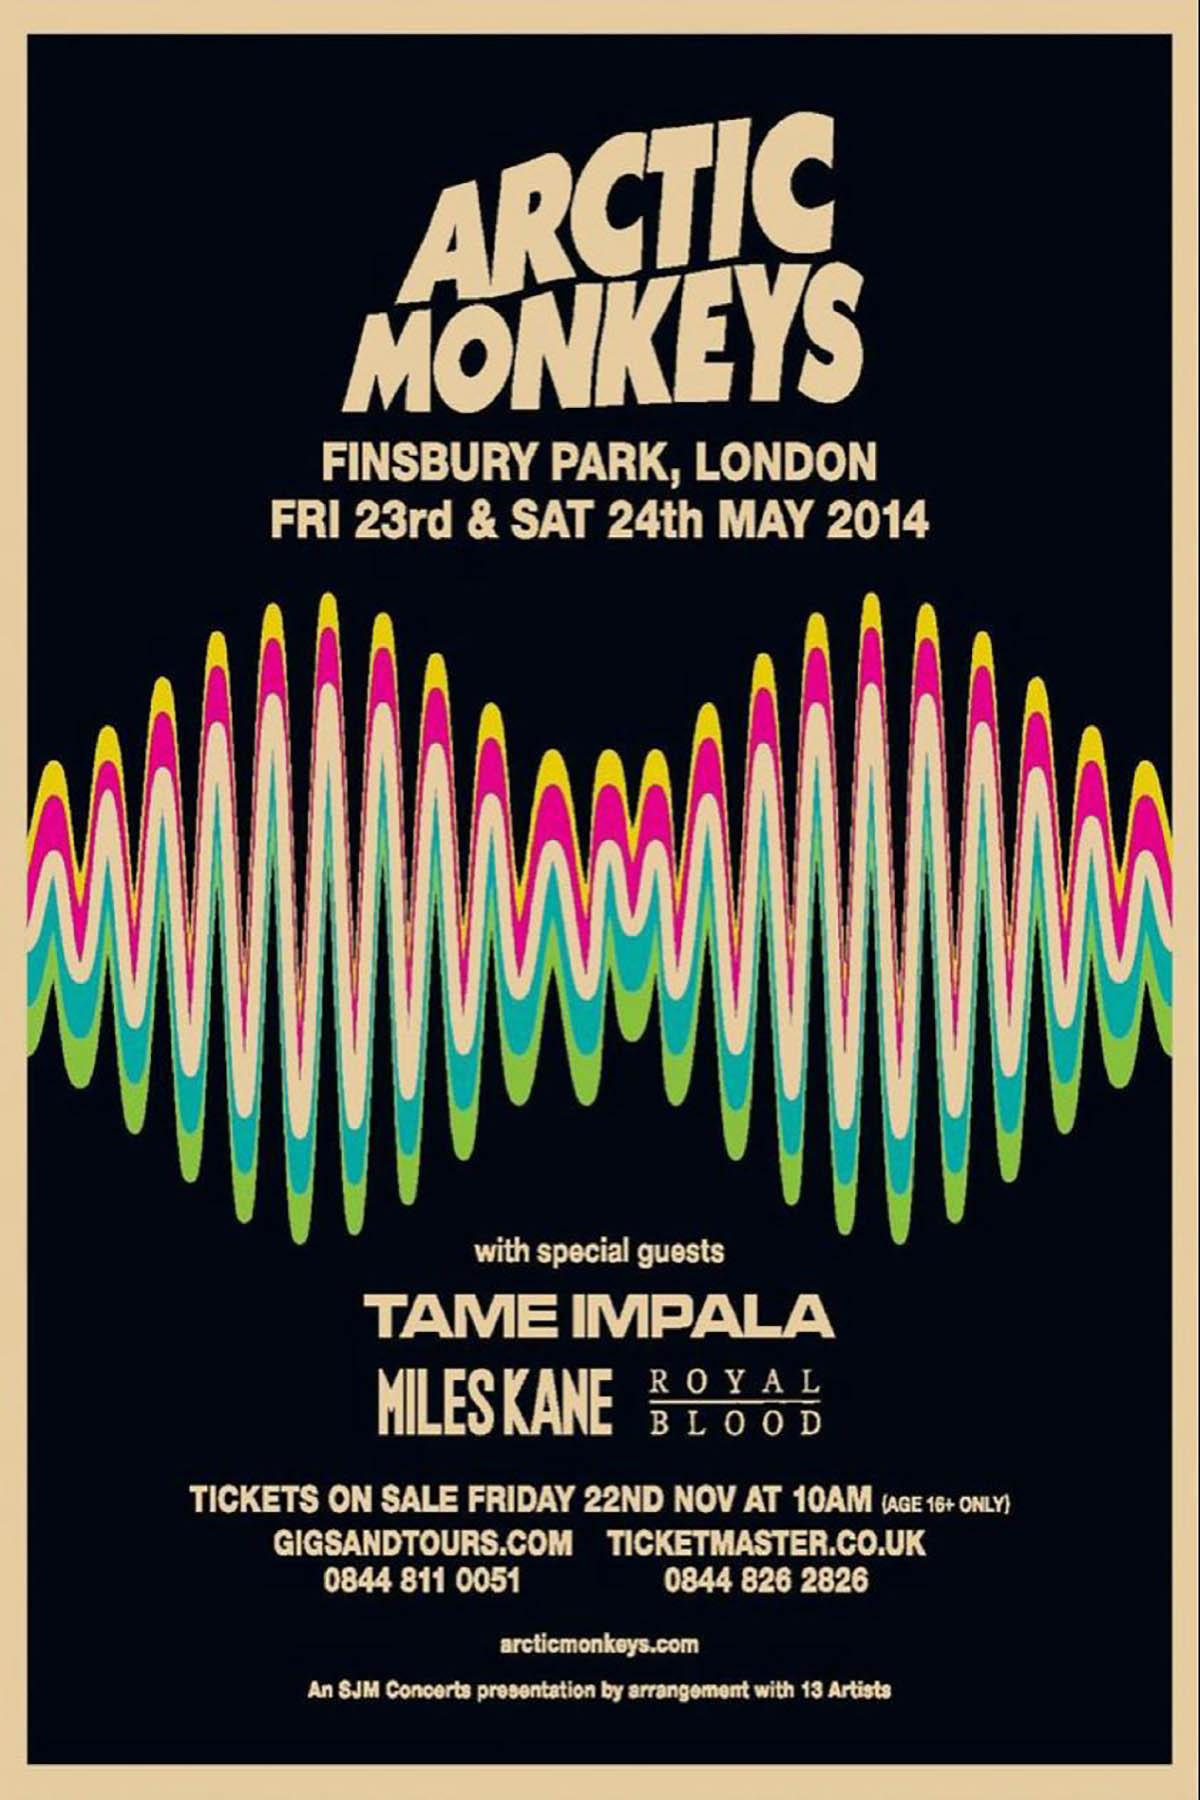 ARCTIC
MONKEYS
FINSBURY PARK, LONDON
FRI 23rd & SAT 24th MAY 2014
with special guests
TAME IMPALA
MILES KANE ROYAL BLOOD
TICKETS ON SALE FRIDAY 22ND NOV AT 10AM (AGE 16+ ONLY)
GIGSANDTOURS.COM TICKETMASTER.CO.UK
0844 811 0051 0844 826 2826
arcticmonkeys.com
An SJM Concerts presentation by arrangement with 13 Artists